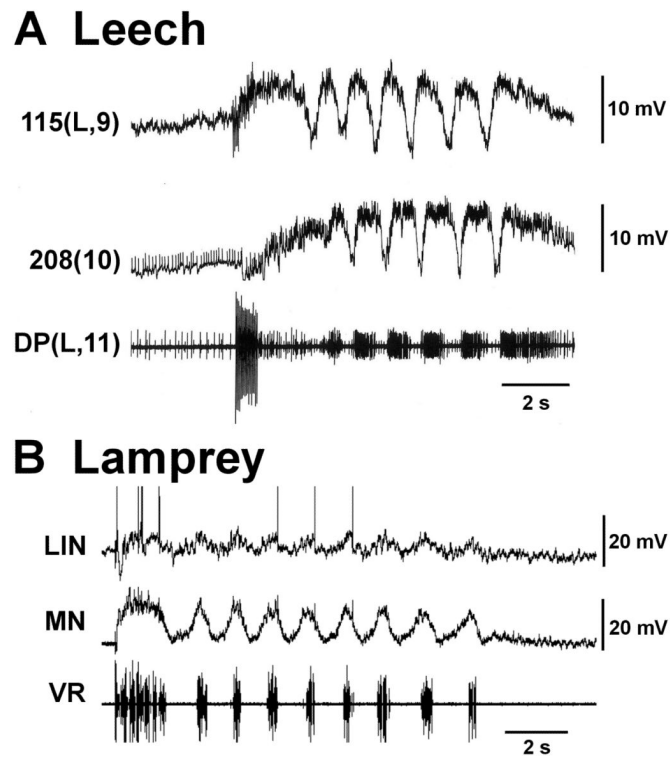 A Leech
115(L,9)
10 mV
208(10)
10 mV
DP(L,11)
2 s
B Lamprey
LIN
20 mV
MN
20 mV
VR
2 s